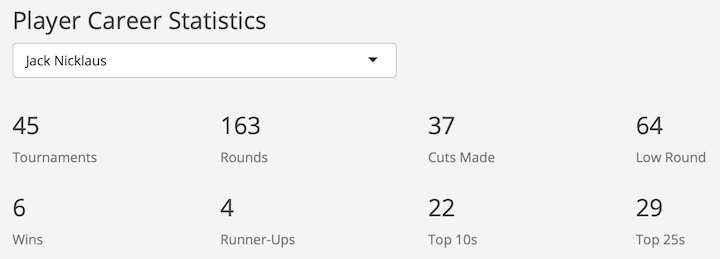 Player Career Statistics
Jack Nicklaus
45 163 37 64
Tournaments Rounds Cuts Made Low Round
6 4 22 29
Wins Runner-Ups Top 10s Top 25s